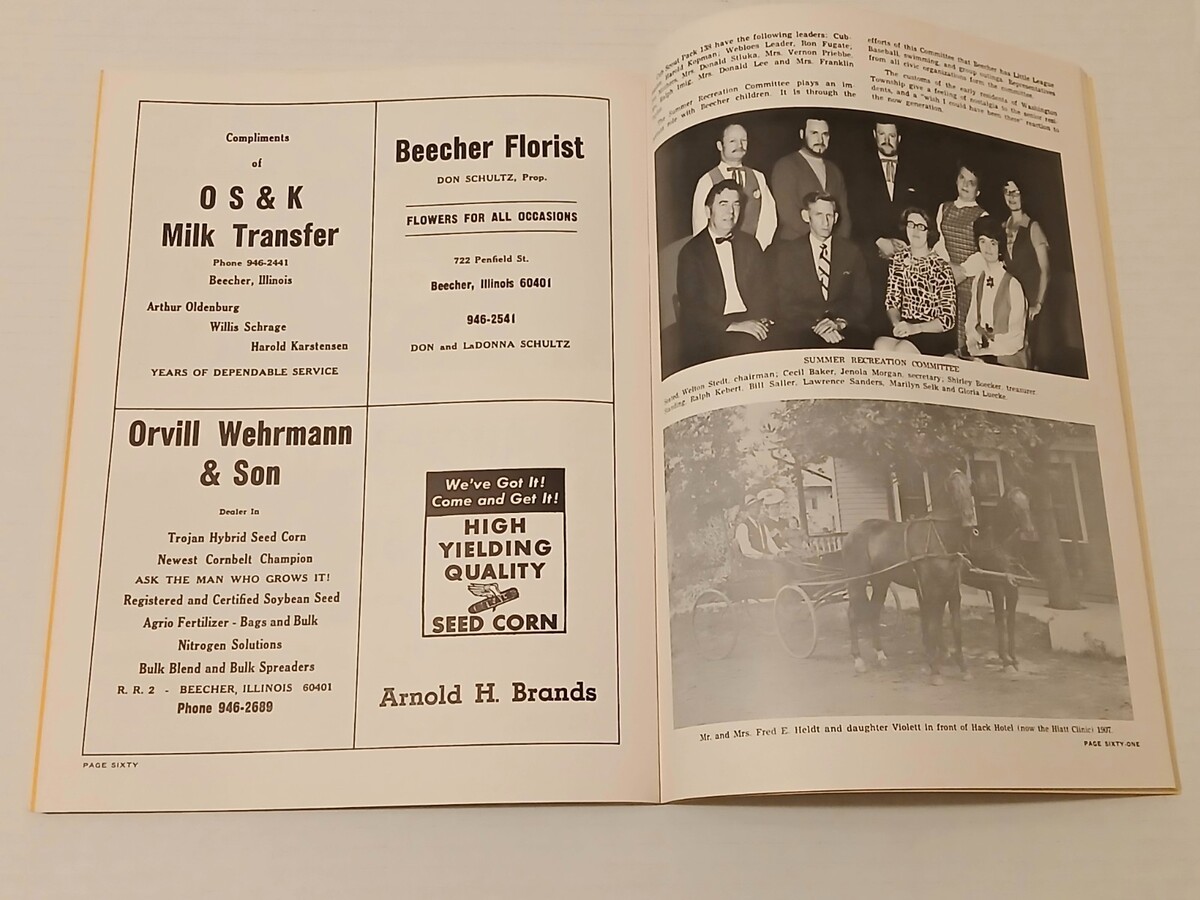 Compliments
of
O S & K
Milk Transfer
Phone 946-2441
Beecher, Illinois
Arthur Oldenburg
Willis Schrage
Harold Karstensen
YEARS OF DEPENDABLE SERVICE
Beecher Florist
DON SCHULTZ, Prop.
FLOWERS FOR ALL OCCASIONS
722 Penfield St.
Beecher, Illinois 60401
946-2541
DON and LaDONNA SCHULTZ
Orvill Wehrmann
& Son
Dealer In
Trojan Hybrid Seed Corn
Newest Cornbelt Champion
ASK THE MAN WHO GROWS IT!
Registered and Certified Soybean Seed
Agrio Fertilizer - Bags and Bulk
Nitrogen Solutions
Bulk Blend and Bulk Spreaders
R. R. 2 - BEECHER, ILLINOIS 60401
Phone 946-2689
We've Got It!
Come and Get It!
HIGH
YIELDING
QUALITY
SEED CORN
Arnold H. Brands
PAGE SIXTY
Scout Pack 138 have the following leaders: Cub-
Harold Kopman; Webloes Leader, Ron Fugate;
Mrs. Donald Stluka, Mrs. Vernon Priebbe,
Imig, Mrs. Donald Lee and Mrs. Franklin
Summer Recreation Committee plays an im-
role with Beecher children. It is through the
efforts of this Committee that Beecher has Little League
Baseball, swimming, and group outings. Representatives
from all civic organizations form the committee.
The customs of the early residents of Washington
Township give a feeling of nostalgia to the senior resi-
dents, and a "wish I could have been there" reaction to
the now generation.
SUMMER RECREATION COMMITTEE
Seated, Welton Stedt, chairman; Cecil Baker, Jenola Morgan, secretary; Shirley Boecker, treasurer.
Standing, Ralph Kebert, Bill Saller, Lawrence Sanders, Marilyn Selk and Gloria Luecke.
Mr. and Mrs. Fred E. Heldt and daughter Violett in front of Hack Hotel (now the Hiatt Clinic) 1907.
PAGE SIXTY-ONE